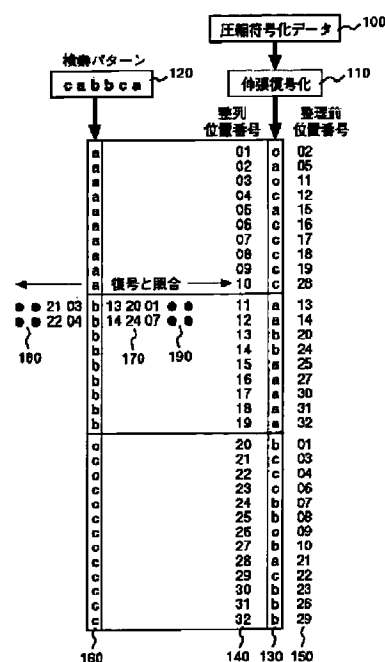 圧縮符号化データ 100
検索パターン 120
伸張復号化 110
c a b b c a
整列位置番号 整理前位置番号
a 01 c 02
a 02 a 05
a 03 c 11
a 04 c 12
a 05 a 15
a 06 c 16
a 07 c 17
a 08 c 18
a 09 c 19
a 復号と照合 10 c 28
●● 21 03 b 13 20 01 ●● 11 a 13
●● 22 04 b 14 24 07 ●● 12 a 14
b 13 b 20
b 14 b 24
b 15 a 25
b 16 a 27
b 17 a 30
b 18 a 31
b 19 a 32
180 170 190
c 20 b 01
c 21 c 03
c 22 c 04
c 23 c 06
c 24 b 07
c 25 b 08
c 26 c 09
c 27 b 10
c 28 a 21
c 29 c 22
c 30 b 23
c 31 b 26
c 32 b 29
160 140 130 150